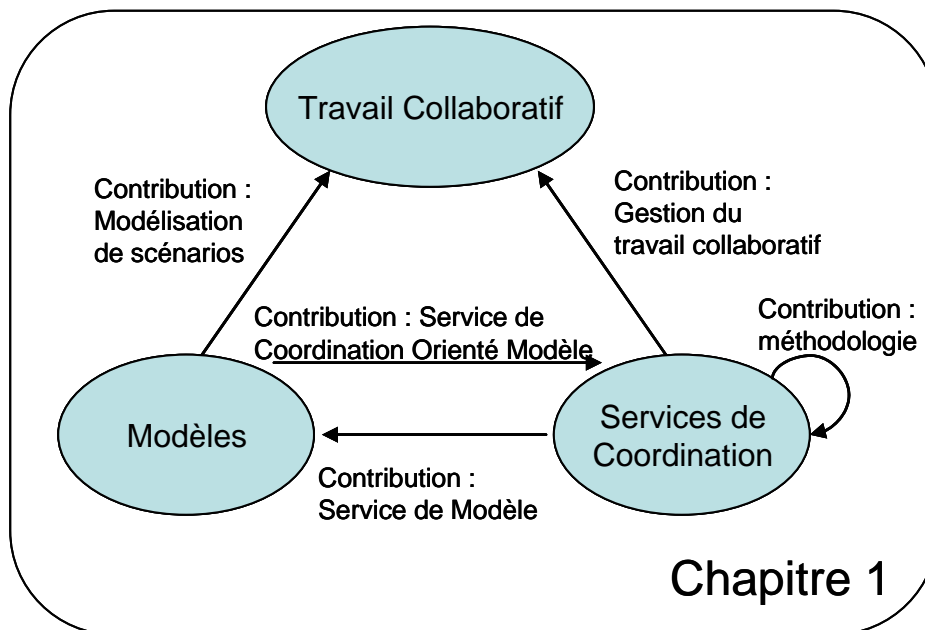 Travail Collaboratif
Contribution :
Modélisation
de scénarios
Contribution :
Gestion du
travail collaboratif
Contribution : Service de
Coordination Orienté Modèle
Contribution :
méthodologie
Modèles
Services de
Coordination
Contribution :
Service de Modèle
Chapitre 1